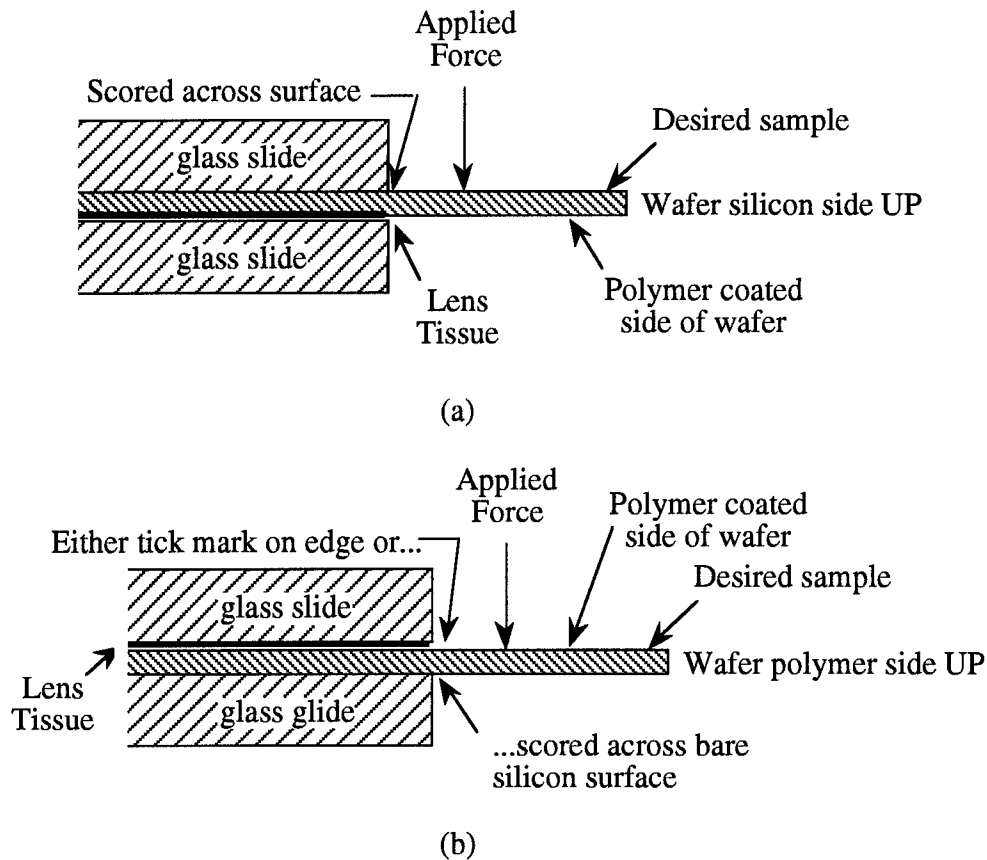 Applied
Force
Scored across surface
Desired sample
glass slide
Wafer silicon side UP
glass slide
Lens
Tissue
Polymer coated
side of wafer
(a)
Applied
Force
Polymer coated
side of wafer
Either tick mark on edge or...
Desired sample
glass slide
Wafer polymer side UP
Lens
Tissue
glass glide
...scored across bare
silicon surface
(b)